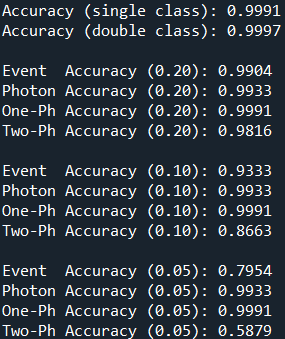 Accuracy (single class): 0.9991
Accuracy (double class): 0.9997
Event  Accuracy (0.20): 0.9904
Photon Accuracy (0.20): 0.9933
One-Ph Accuracy (0.20): 0.9991
Two-Ph Accuracy (0.20): 0.9816
Event  Accuracy (0.10): 0.9333
Photon Accuracy (0.10): 0.9933
One-Ph Accuracy (0.10): 0.9991
Two-Ph Accuracy (0.10): 0.8663
Event  Accuracy (0.05): 0.7954
Photon Accuracy (0.05): 0.9933
One-Ph Accuracy (0.05): 0.9991
Two-Ph Accuracy (0.05): 0.5879